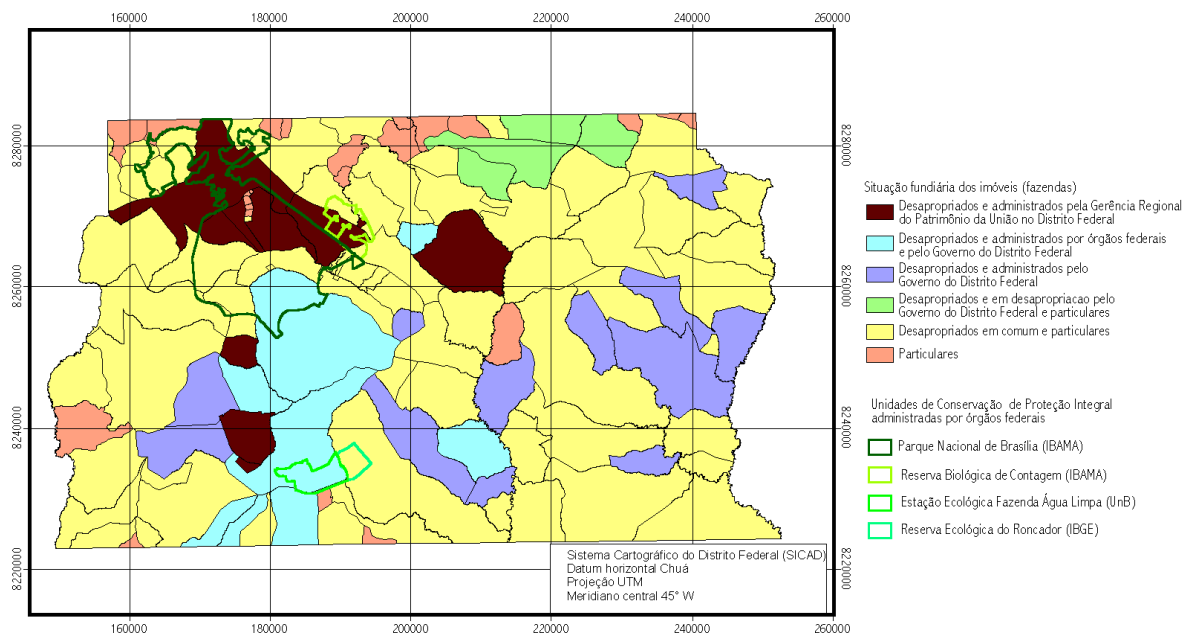 160000 180000 200000 220000 240000 260000
8280000 8280000
8260000 8260000
8240000 8240000
8220000 8220000
Situação fundiária dos imóveis (fazendas)
Desapropriados e administrados pela Gerência Regional
do Patrimônio da União no Distrito Federal
Desapropriados e administrados por órgãos federais
e pelo Governo do Distrito Federal
Desapropriados e administrados pelo
Governo do Distrito Federal
Desapropriados e em desapropriacao pelo
Governo do Distrito Federal e particulares
Desapropriados em comum e particulares
Particulares
Unidades de Conservação de Proteção Integral
administradas por órgãos federais
Parque Nacional de Brasília (IBAMA)
Reserva Biológica de Contagem (IBAMA)
Estação Ecológica Fazenda Água Limpa (UnB)
Reserva Ecológica do Roncador (IBGE)
Sistema Cartográfico do Distrito Federal (SICAD)
Datum horizontal Chuá
Projeção UTM
Meridiano central 45° W
160000 180000 200000 220000 240000 260000